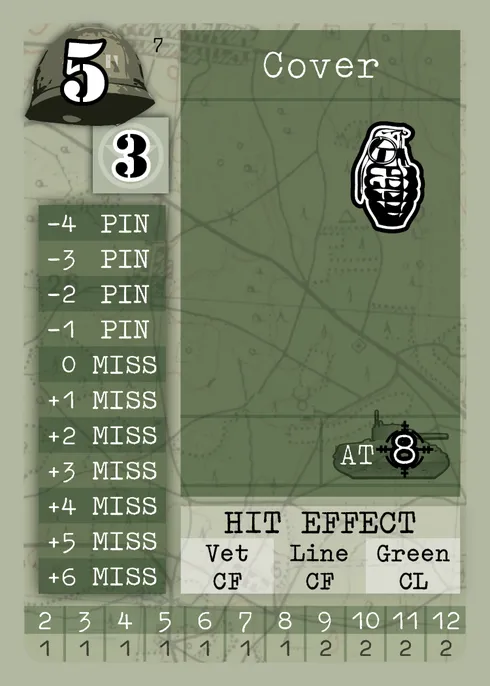 5 7
Cover
3
-4 PIN
-3 PIN
-2 PIN
-1 PIN
0 MISS
+1 MISS
+2 MISS
+3 MISS
+4 MISS
+5 MISS
+6 MISS
AT 8
HIT EFFECT
Vet Line Green
CF CF CL
2 3 4 5 6 7 8 9 10 11 12
1 1 1 1 1 1 1 2 2 2 2